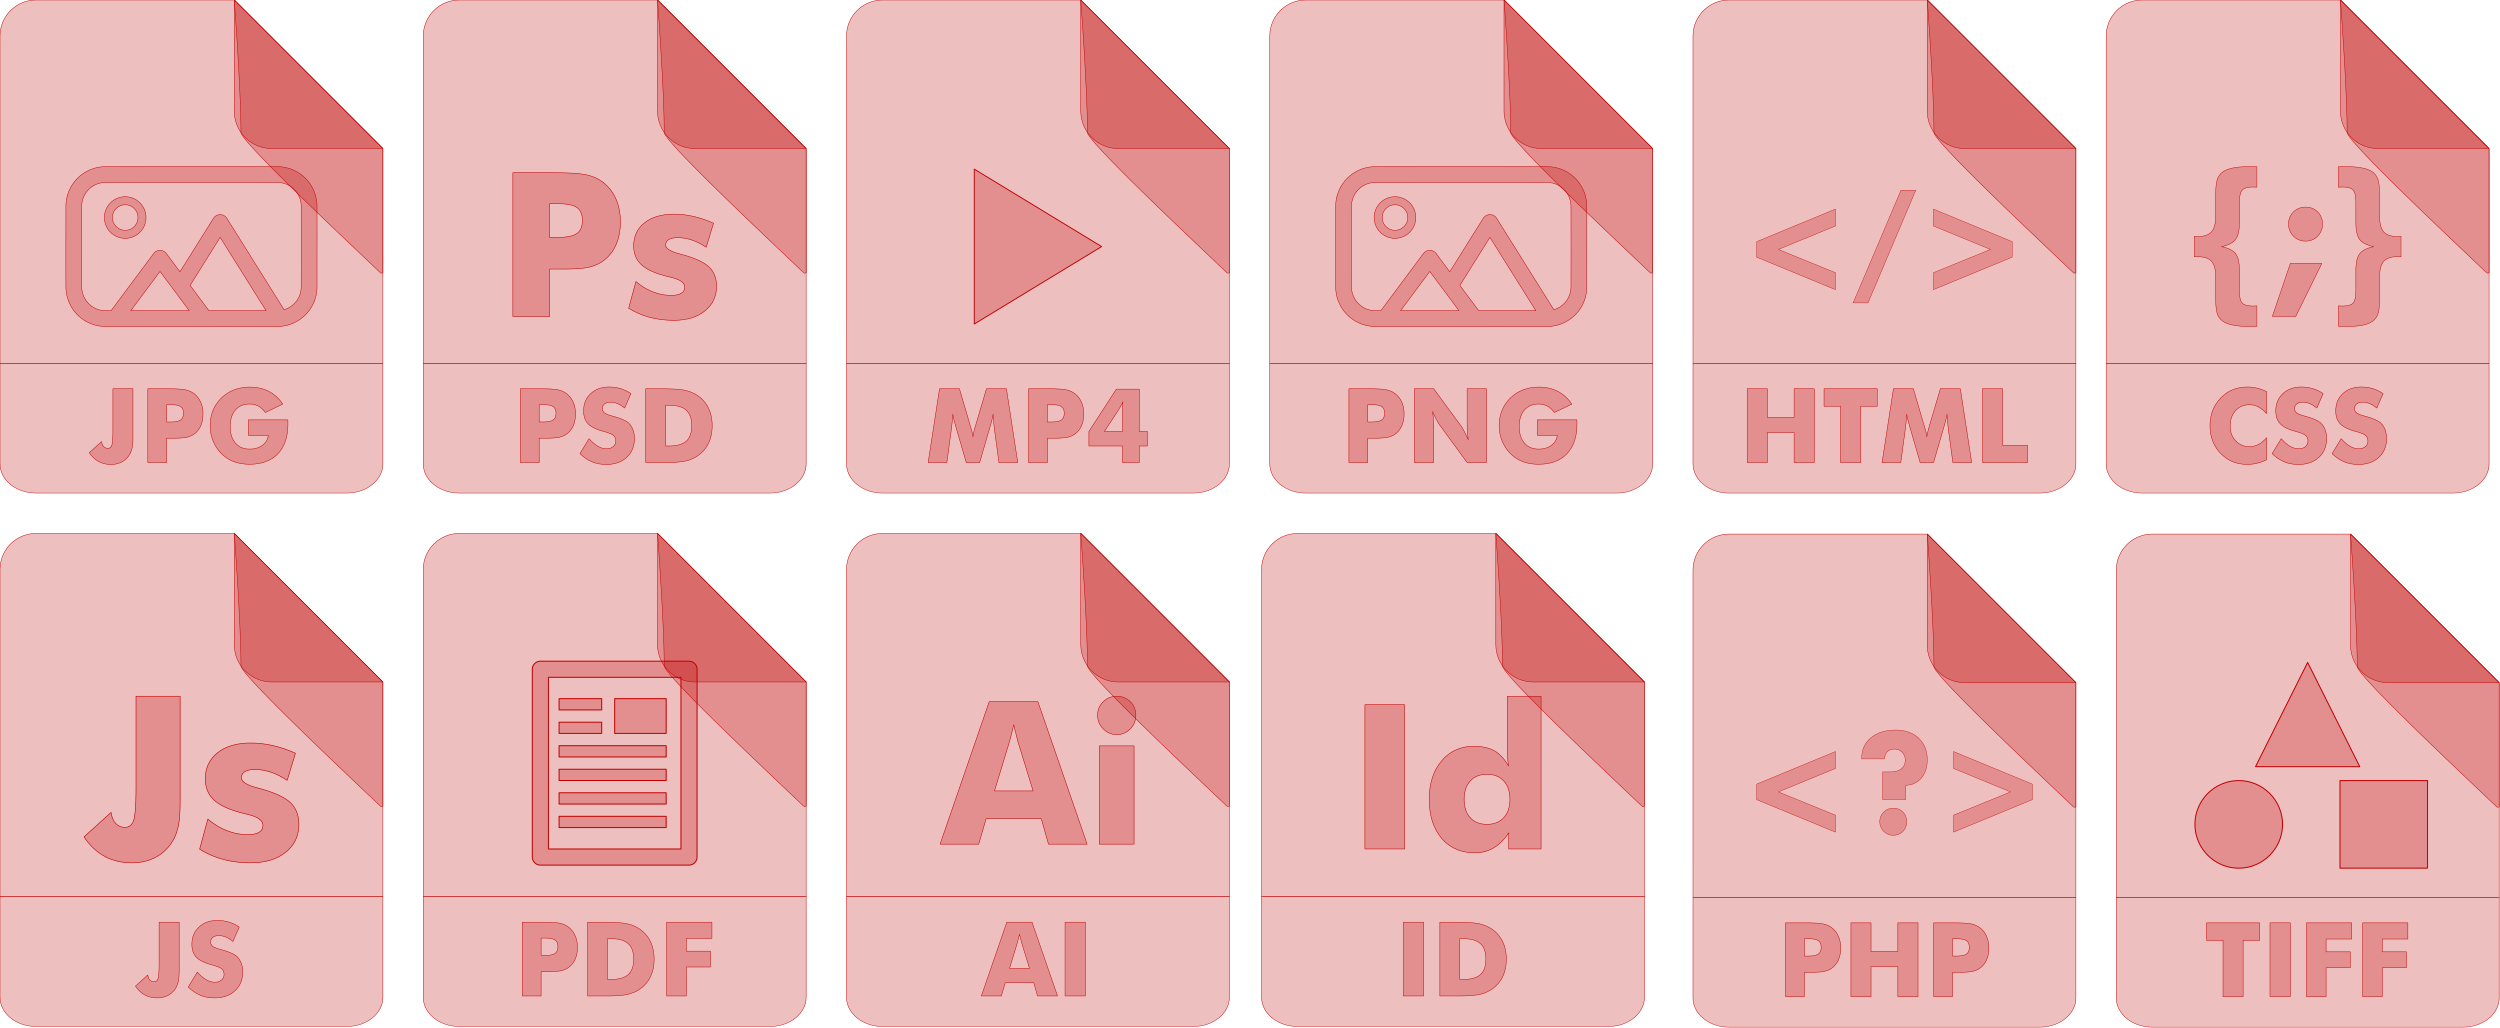 Ps
</>
{;}
JPG
PSD
MP4
PNG
HTML
CSS
Js
Ai
Id
<?>
JS
PDF
AI
ID
PHP
TIFF